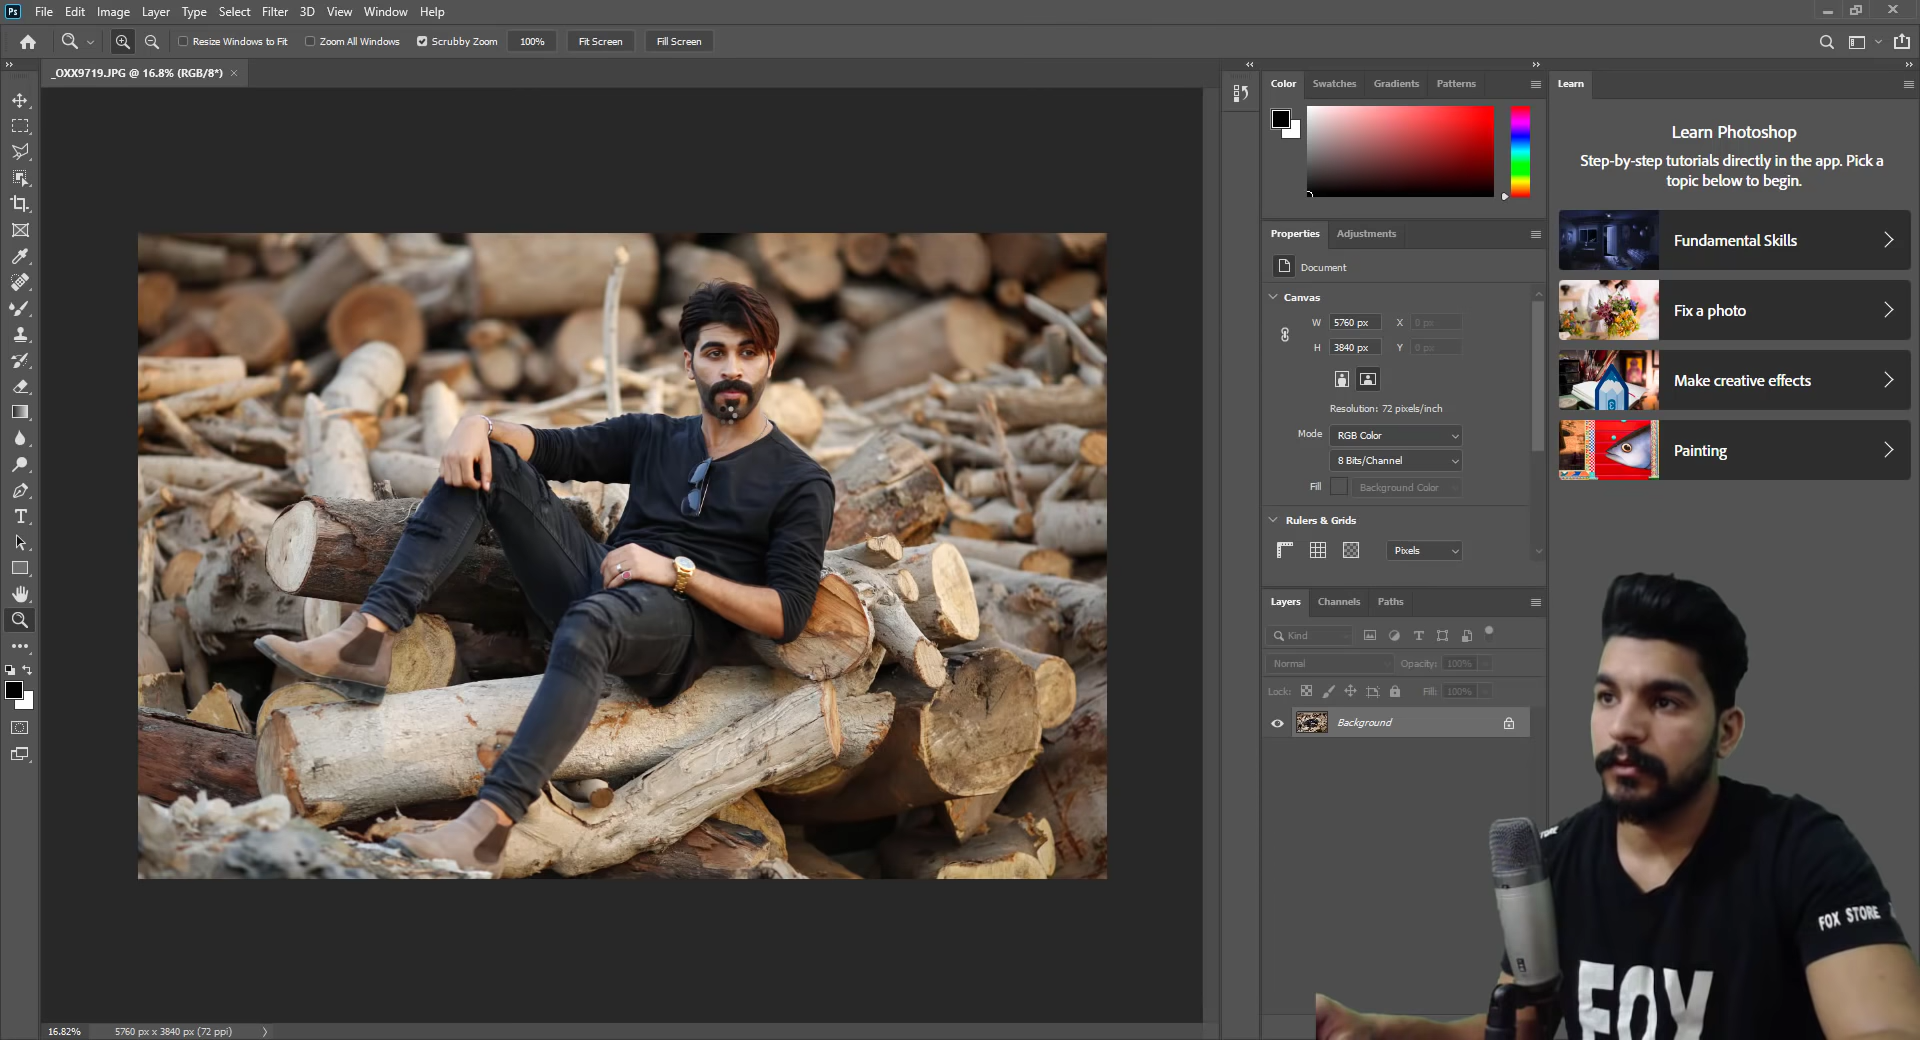 Ps File Edit Image Layer Type Select Filter 3D View Window Help
Resize Windows to Fit Zoom All Windows Scrubby Zoom 100% Fit Screen Fill Screen
_OXX9719.JPG @ 16.8% (RGB/8*)
Color Swatches Gradients Patterns
Learn
Learn Photoshop
Step-by-step tutorials directly in the app. Pick a
topic below to begin.
Fundamental Skills
Fix a photo
Make creative effects
Painting
Properties Adjustments
Document
Canvas
W 5760 px X 0 px
H 3840 px Y 0 px
Resolution: 72 pixels/inch
Mode RGB Color
8 Bits/Channel
Fill Background Color
Rulers & Grids
Pixels
Layers Channels Paths
Kind
Normal Opacity: 100%
Lock: Fill: 100%
Background
FOX STORE
FOX
16.82% 5760 px x 3840 px (72 ppi)